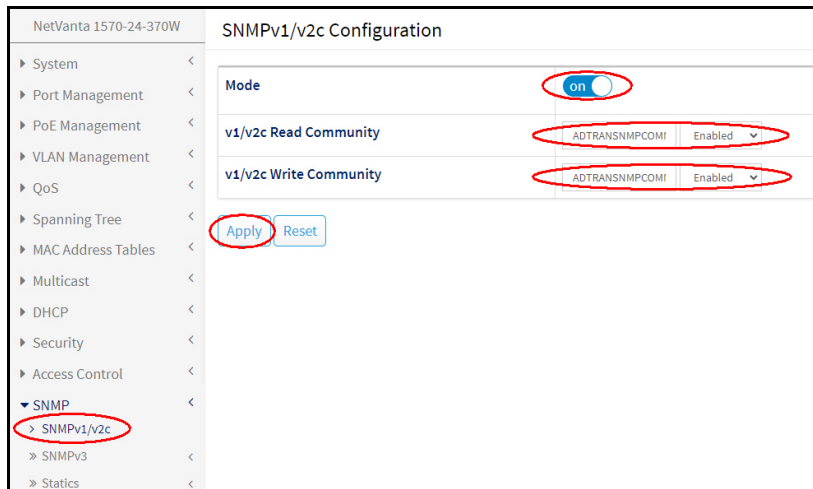 NetVanta 1570-24-370W
System
Port Management
PoE Management
VLAN Management
QoS
Spanning Tree
MAC Address Tables
Multicast
DHCP
Security
Access Control
SNMP
SNMPv1/v2c
SNMPv3
Statics
SNMPv1/v2c Configuration
Mode on
v1/v2c Read Community ADTRANSNMPCOM Enabled
v1/v2c Write Community ADTRANSNMPCOM Enabled
Apply Reset